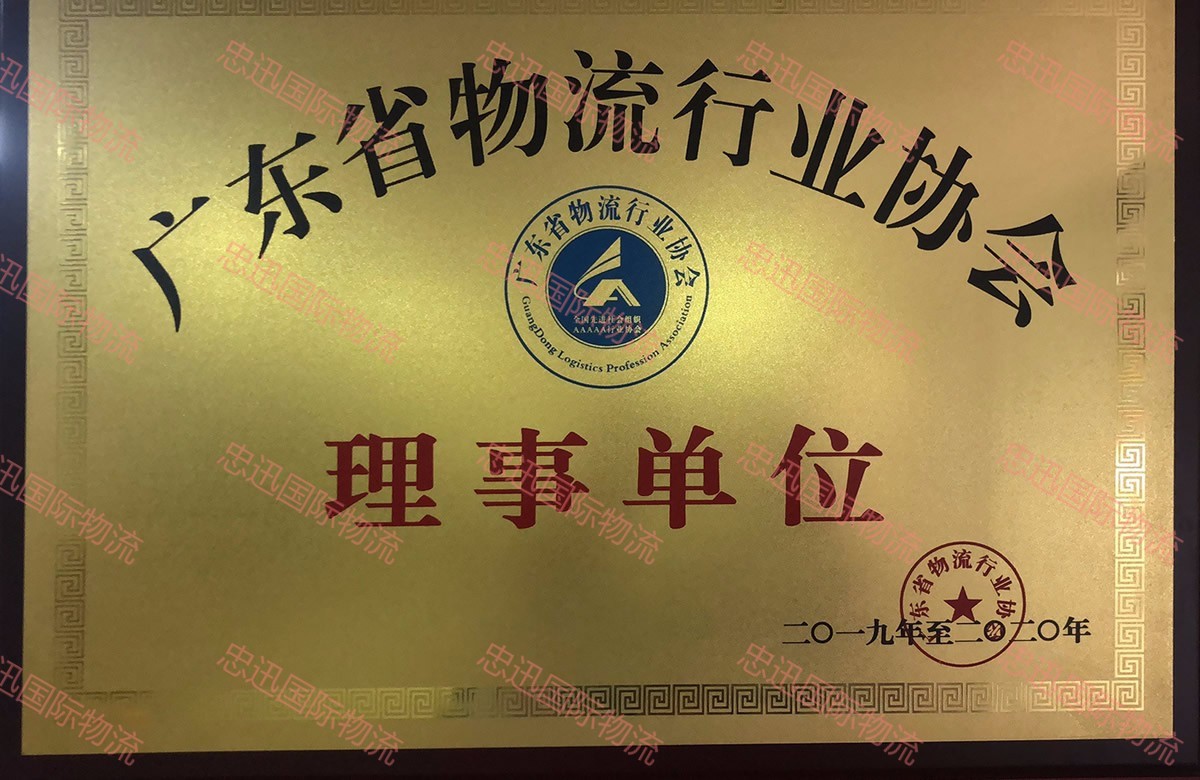 广东省物流行业协会
广东省物流行业协会
全国先进社会组织
AAAAA行业协会
GuangDong Logistics Profession Association
理事单位
东省物流行业协
二〇一九年至二〇二〇年
忠迅国际物流